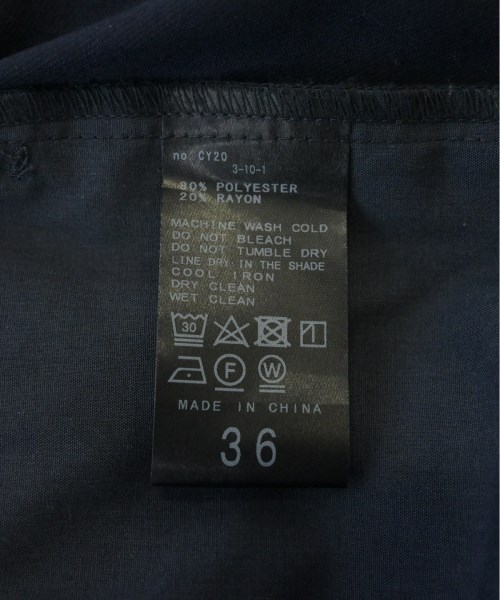 no. CY20
3-10-1
80% POLYESTER
20% RAYON
MACHINE WASH COLD
DO NOT BLEACH
DO NOT TUMBLE DRY
LINE DRY IN THE SHADE
COOL IRON
DRY CLEAN
WET CLEAN
30
F W
MADE IN CHINA
36